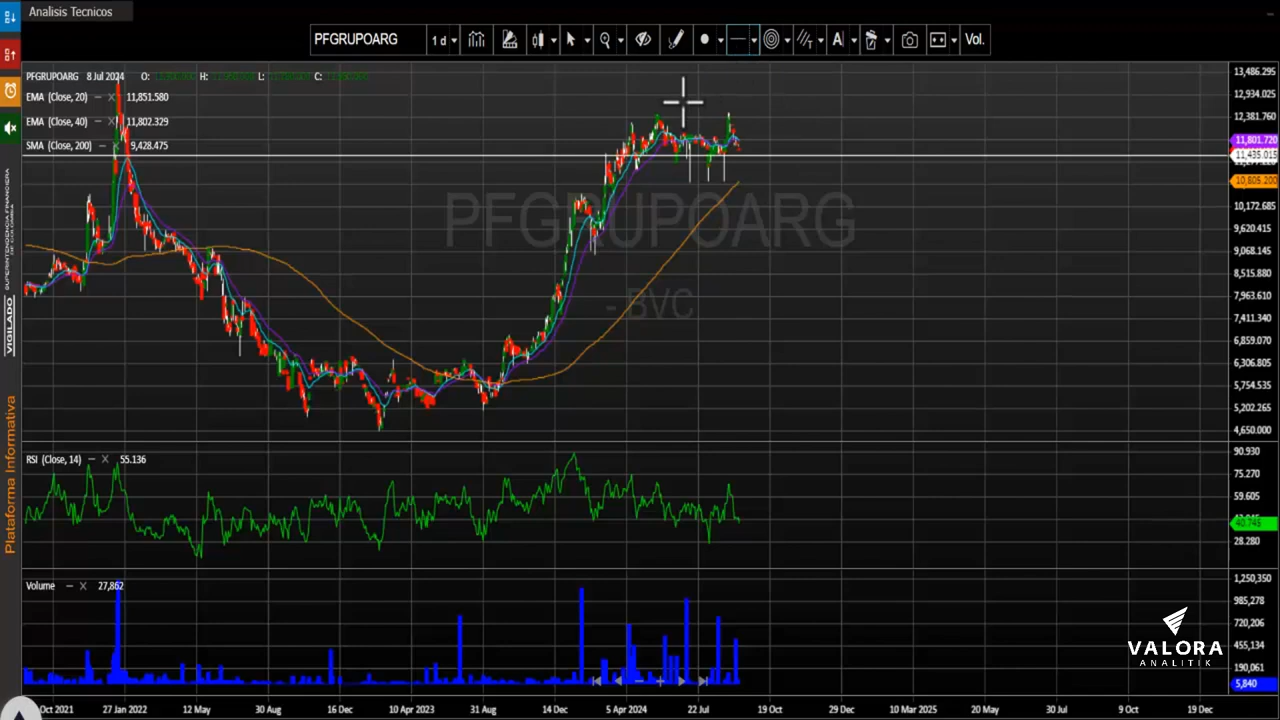 Analisis Tecnicos
PFGRUPOARG
1 d
Vol.
PFGRUPOARG 8 Jul 2024 O: H: L: C:
EMA (Close, 20) 11,851.580
EMA (Close, 40) 11,802.329
SMA (Close, 200) 9,428.475
PFGRUPOARG
- BVC
13,486.295
12,934.025
12,381.760
11,801.720
11,435.015
10,805.200
10,172.685
9,620.415
9,068.145
8,515.880
7,963.610
7,411.340
6,859.070
6,306.805
5,754.535
5,202.265
4,650.000
RSI (Close, 14) 55.136
90.930
75.270
59.605
40.745
28.280
Volume 27,862
1,250,350
985,278
720,206
455,134
190,061
5,840
Oct 2021 27 Jan 2022 12 May 30 Aug 16 Dec 10 Apr 2023 31 Aug 14 Dec 5 Apr 2024 22 Jul 19 Oct 29 Dec 10 Mar 2025 20 May 30 Jul 9 Oct 19 Dec
VIGILADO
SUPERINTENDENCIA FINANCIERA
Plataforma Informativa
VALORA
ANALITIK